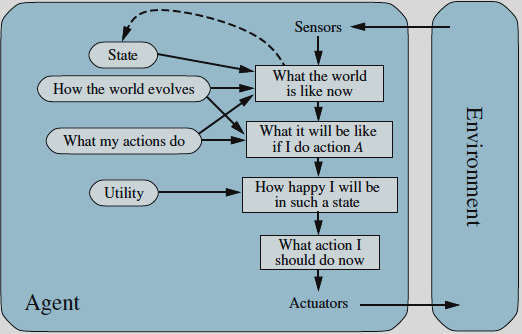 Sensors
State
What the world
is like now
How the world evolves
What it will be like
if I do action A
What my actions do
Utility
How happy I will be
in such a state
What action I
should do now
Agent
Actuators
Environment